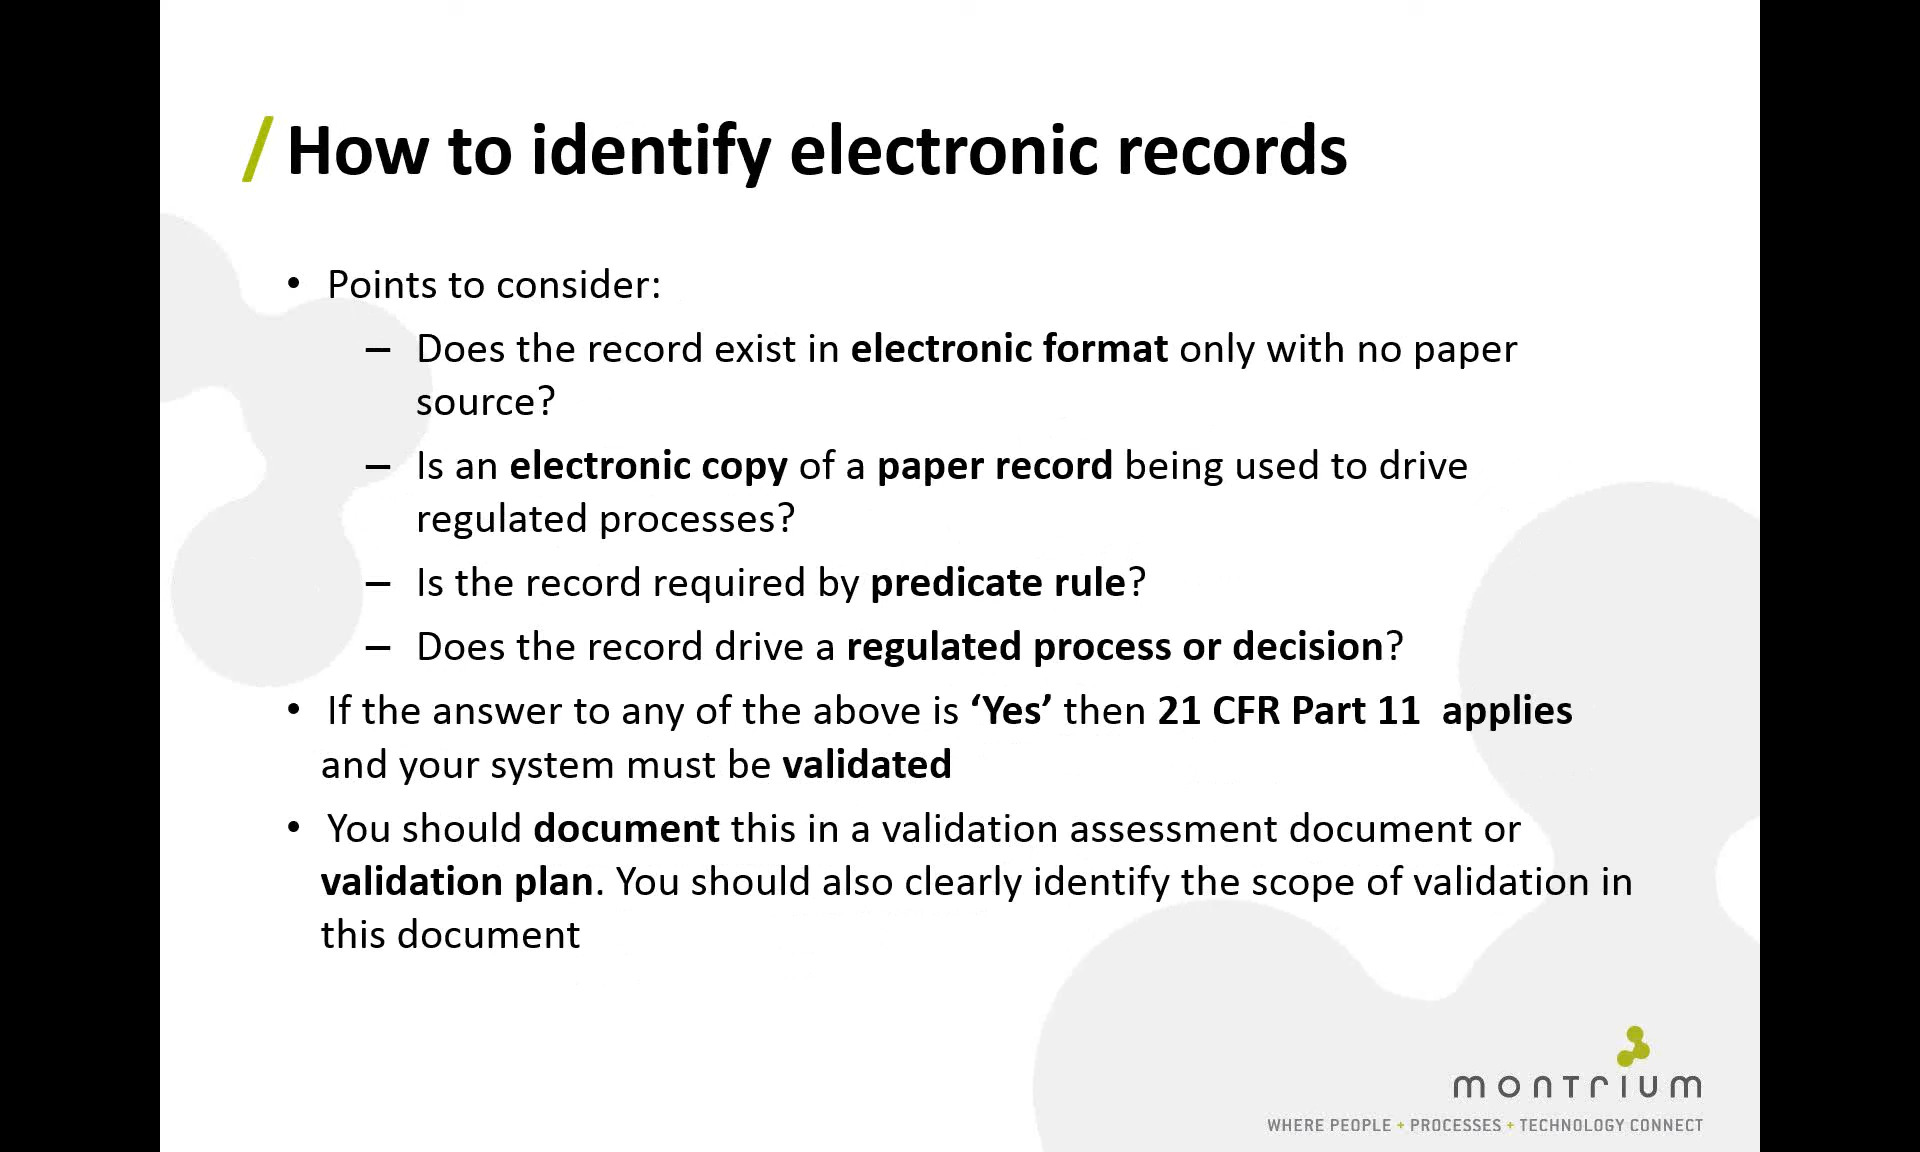 / How to identify electronic records
• Points to consider:
– Does the record exist in electronic format only with no paper
source?
– Is an electronic copy of a paper record being used to drive
regulated processes?
– Is the record required by predicate rule?
– Does the record drive a regulated process or decision?
• If the answer to any of the above is ‘Yes’ then 21 CFR Part 11  applies
and your system must be validated
• You should document this in a validation assessment document or
validation plan. You should also clearly identify the scope of validation in
this document
montrium
WHERE PEOPLE + PROCESSES + TECHNOLOGY CONNECT